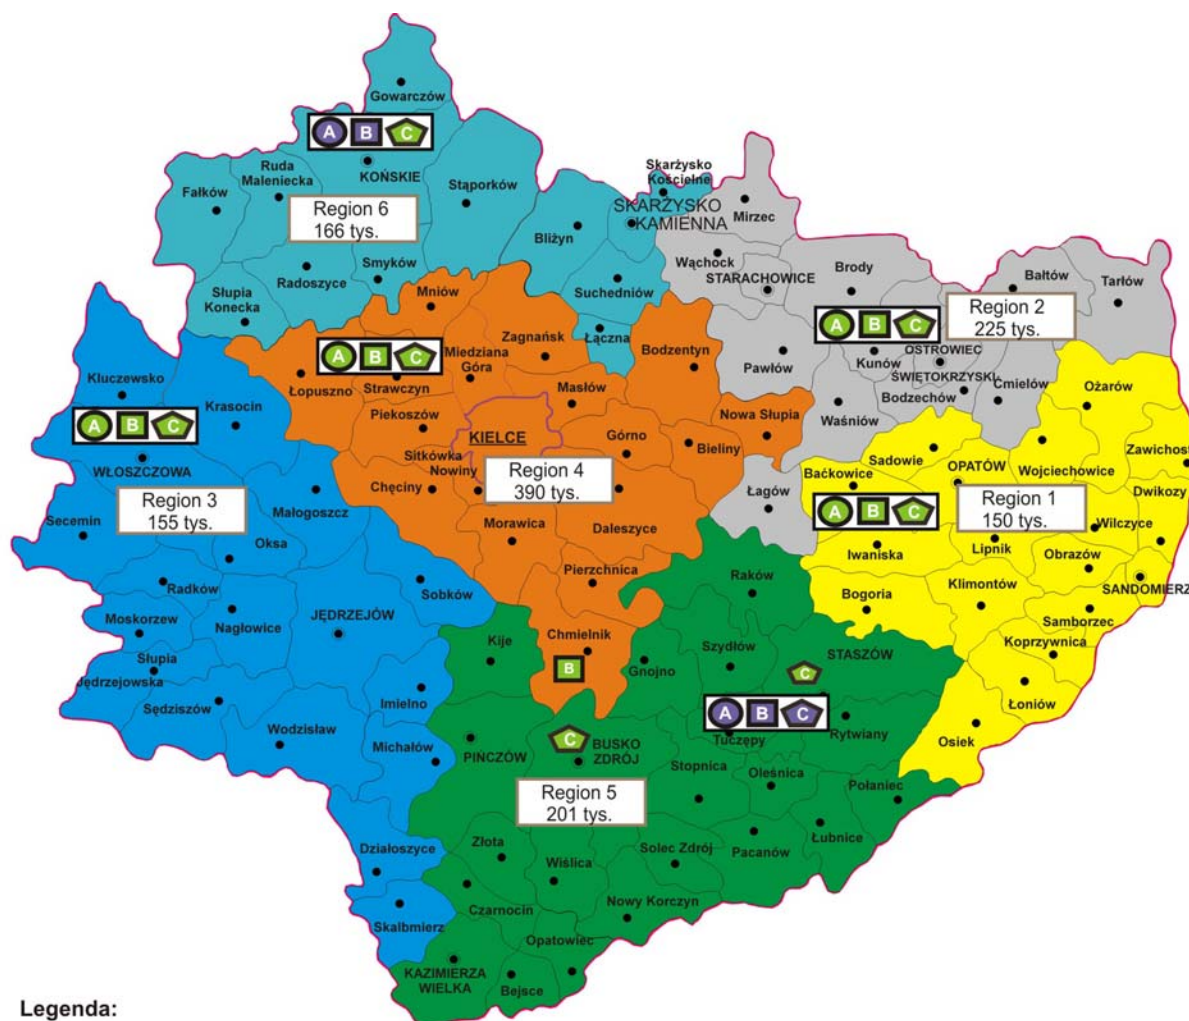 Gowarczów
A B C
KOŃSKIE
Ruda
Maleniecka
Fałków
Stąporków
Region 6
166 tys.
Radoszyce
Smyków
Słupia
Konecka
Bliżyn
Skarżysko
Kościelne
SKARŻYSKO
KAMIENNA
Suchedniów
Łączna
Mirzec
Wąchock
STARACHOWICE
Brody
Bałtów
Tarłów
Region 2
225 tys.
A B C
Kunów
OSTROWIEC
ŚWIĘTOKRZYSKI
Bodzechów
Ćmielów
Pawłów
Waśniów
Łagów
Mniów
Zagnańsk
Bodzentyn
A B C
Miedziana
Góra
Łopuszno
Strawczyn
Masłów
Piekoszów
KIELCE
Górno
Bieliny
Nowa Słupia
Sitkówka
Nowiny
Region 4
390 tys.
Chęciny
Morawica
Daleszyce
Pierzchnica
Chmielnik
B
Kluczewsko
Krasocin
A B C
WŁOSZCZOWA
Region 3
155 tys.
Małogoszcz
Secemin
Oksa
Radków
Sobków
Moskorzew
Nagłowice
JĘDRZEJÓW
Słupia
Jędrzejowska
Imielno
Sędziszów
Wodzisław
Michałów
Działoszyce
Skalbmierz
Ożarów
Sadowie
OPATÓW
Wojciechowice
Zawichost
Baćkowice
Dwikozy
A B C
Region 1
150 tys.
Wilczyce
Iwaniska
Lipnik
Obrazów
SANDOMIERZ
Bogoria
Klimontów
Samborzec
Koprzywnica
Łoniów
Osiek
Raków
Kije
Szydłów
STASZÓW
Gnojno
C
A B C
Tuczępy
Rytwiany
PIŃCZÓW
C
BUSKO
ZDRÓJ
Stopnica
Oleśnica
Połaniec
Region 5
201 tys.
Łubnice
Pacanów
Solec Zdrój
Złota
Wiślica
Czarnocin
Nowy Korczyn
Opatowiec
KAZIMIERZA
WIELKA
Bejsce
Legenda: